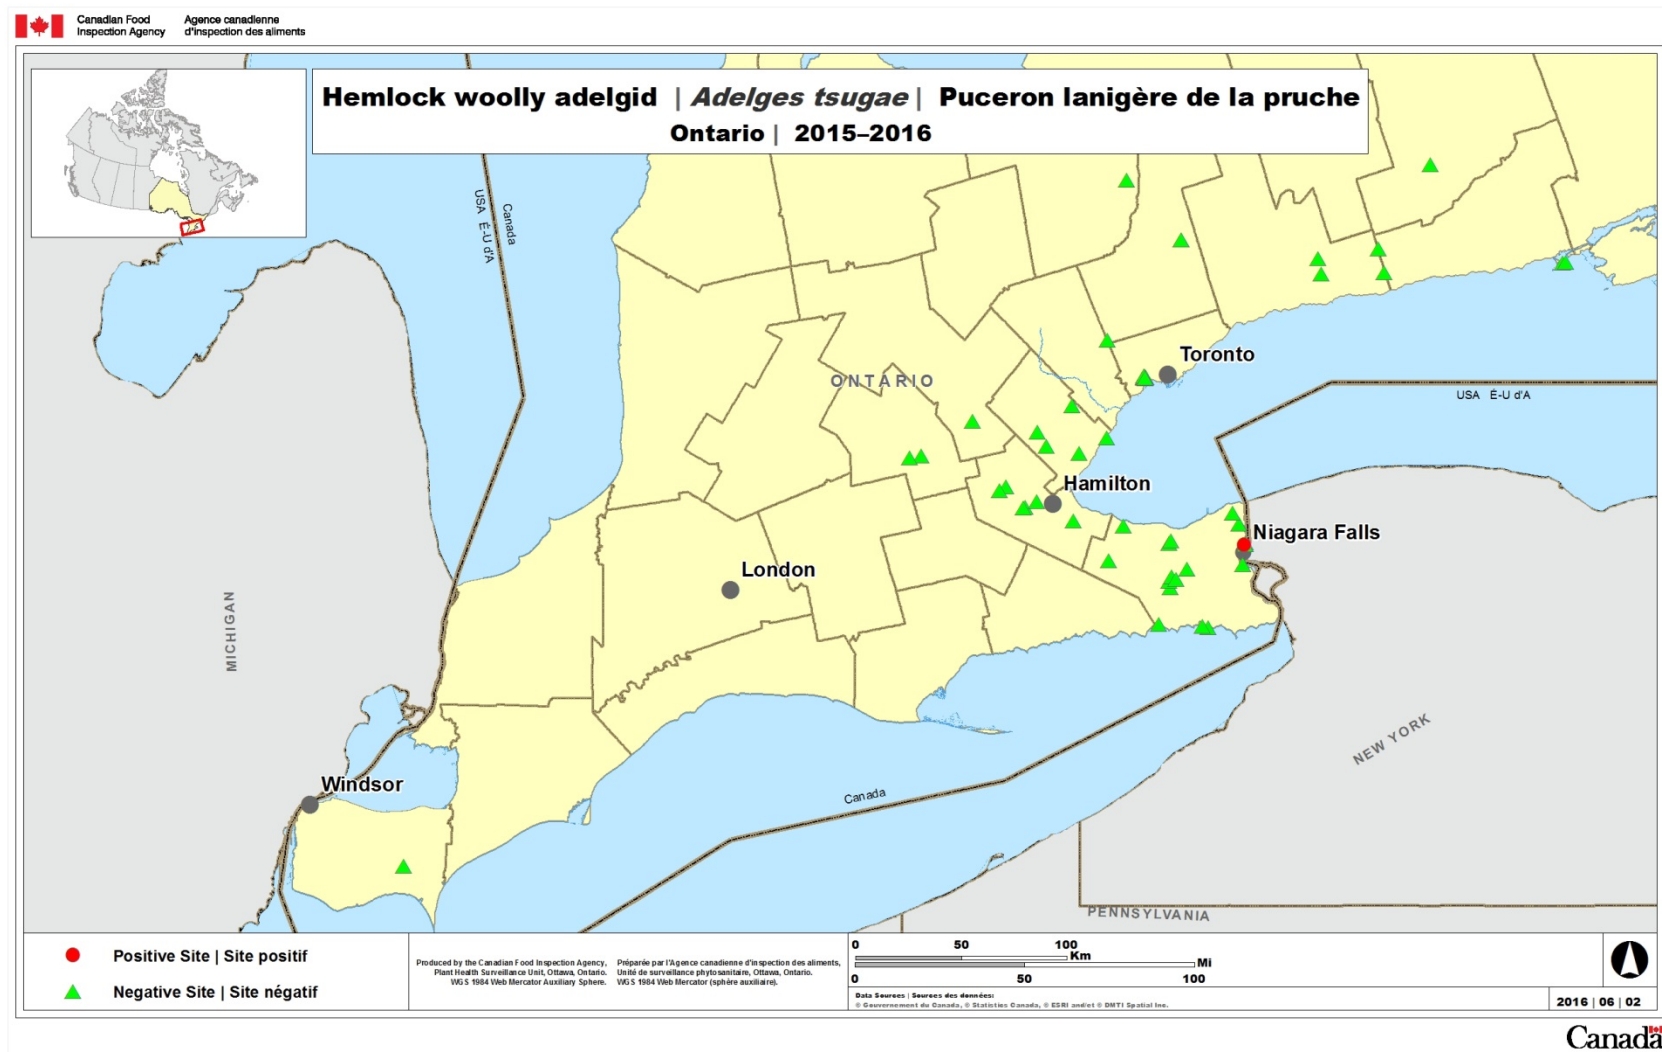 Canadian Food Agence canadienne
Inspection Agency d'inspection des aliments
Hemlock woolly adelgid | Adelges tsugae | Puceron lanigère de la pruche
Ontario | 2015–2016
USA É-U d'A
Canada
Toronto
ONTARIO
USA É-U d'A
Hamilton
Niagara Falls
London
MICHIGAN
NEW YORK
Windsor
Canada
PENNSYLVANIA
Positive Site | Site positif
Negative Site | Site négatif
Produced by the Canadian Food Inspection Agency,
Plant Health Surveillance Unit, Ottawa, Ontario.
WGS 1984 Web Mercator Auxiliary Sphere.
Préparée par l'Agence canadienne d'inspection des aliments,
Unité de surveillance phytosanitaire, Ottawa, Ontario.
WGS 1984 Web Mercator (sphère auxiliaire).
0 50 100
Km
Mi
0 50 100
Data Sources | Sources des données:
© Gouvernement du Canada, © Statistics Canada, © ESRI and/et © DMTI Spatial Inc.
2016 | 06 | 02
Canada